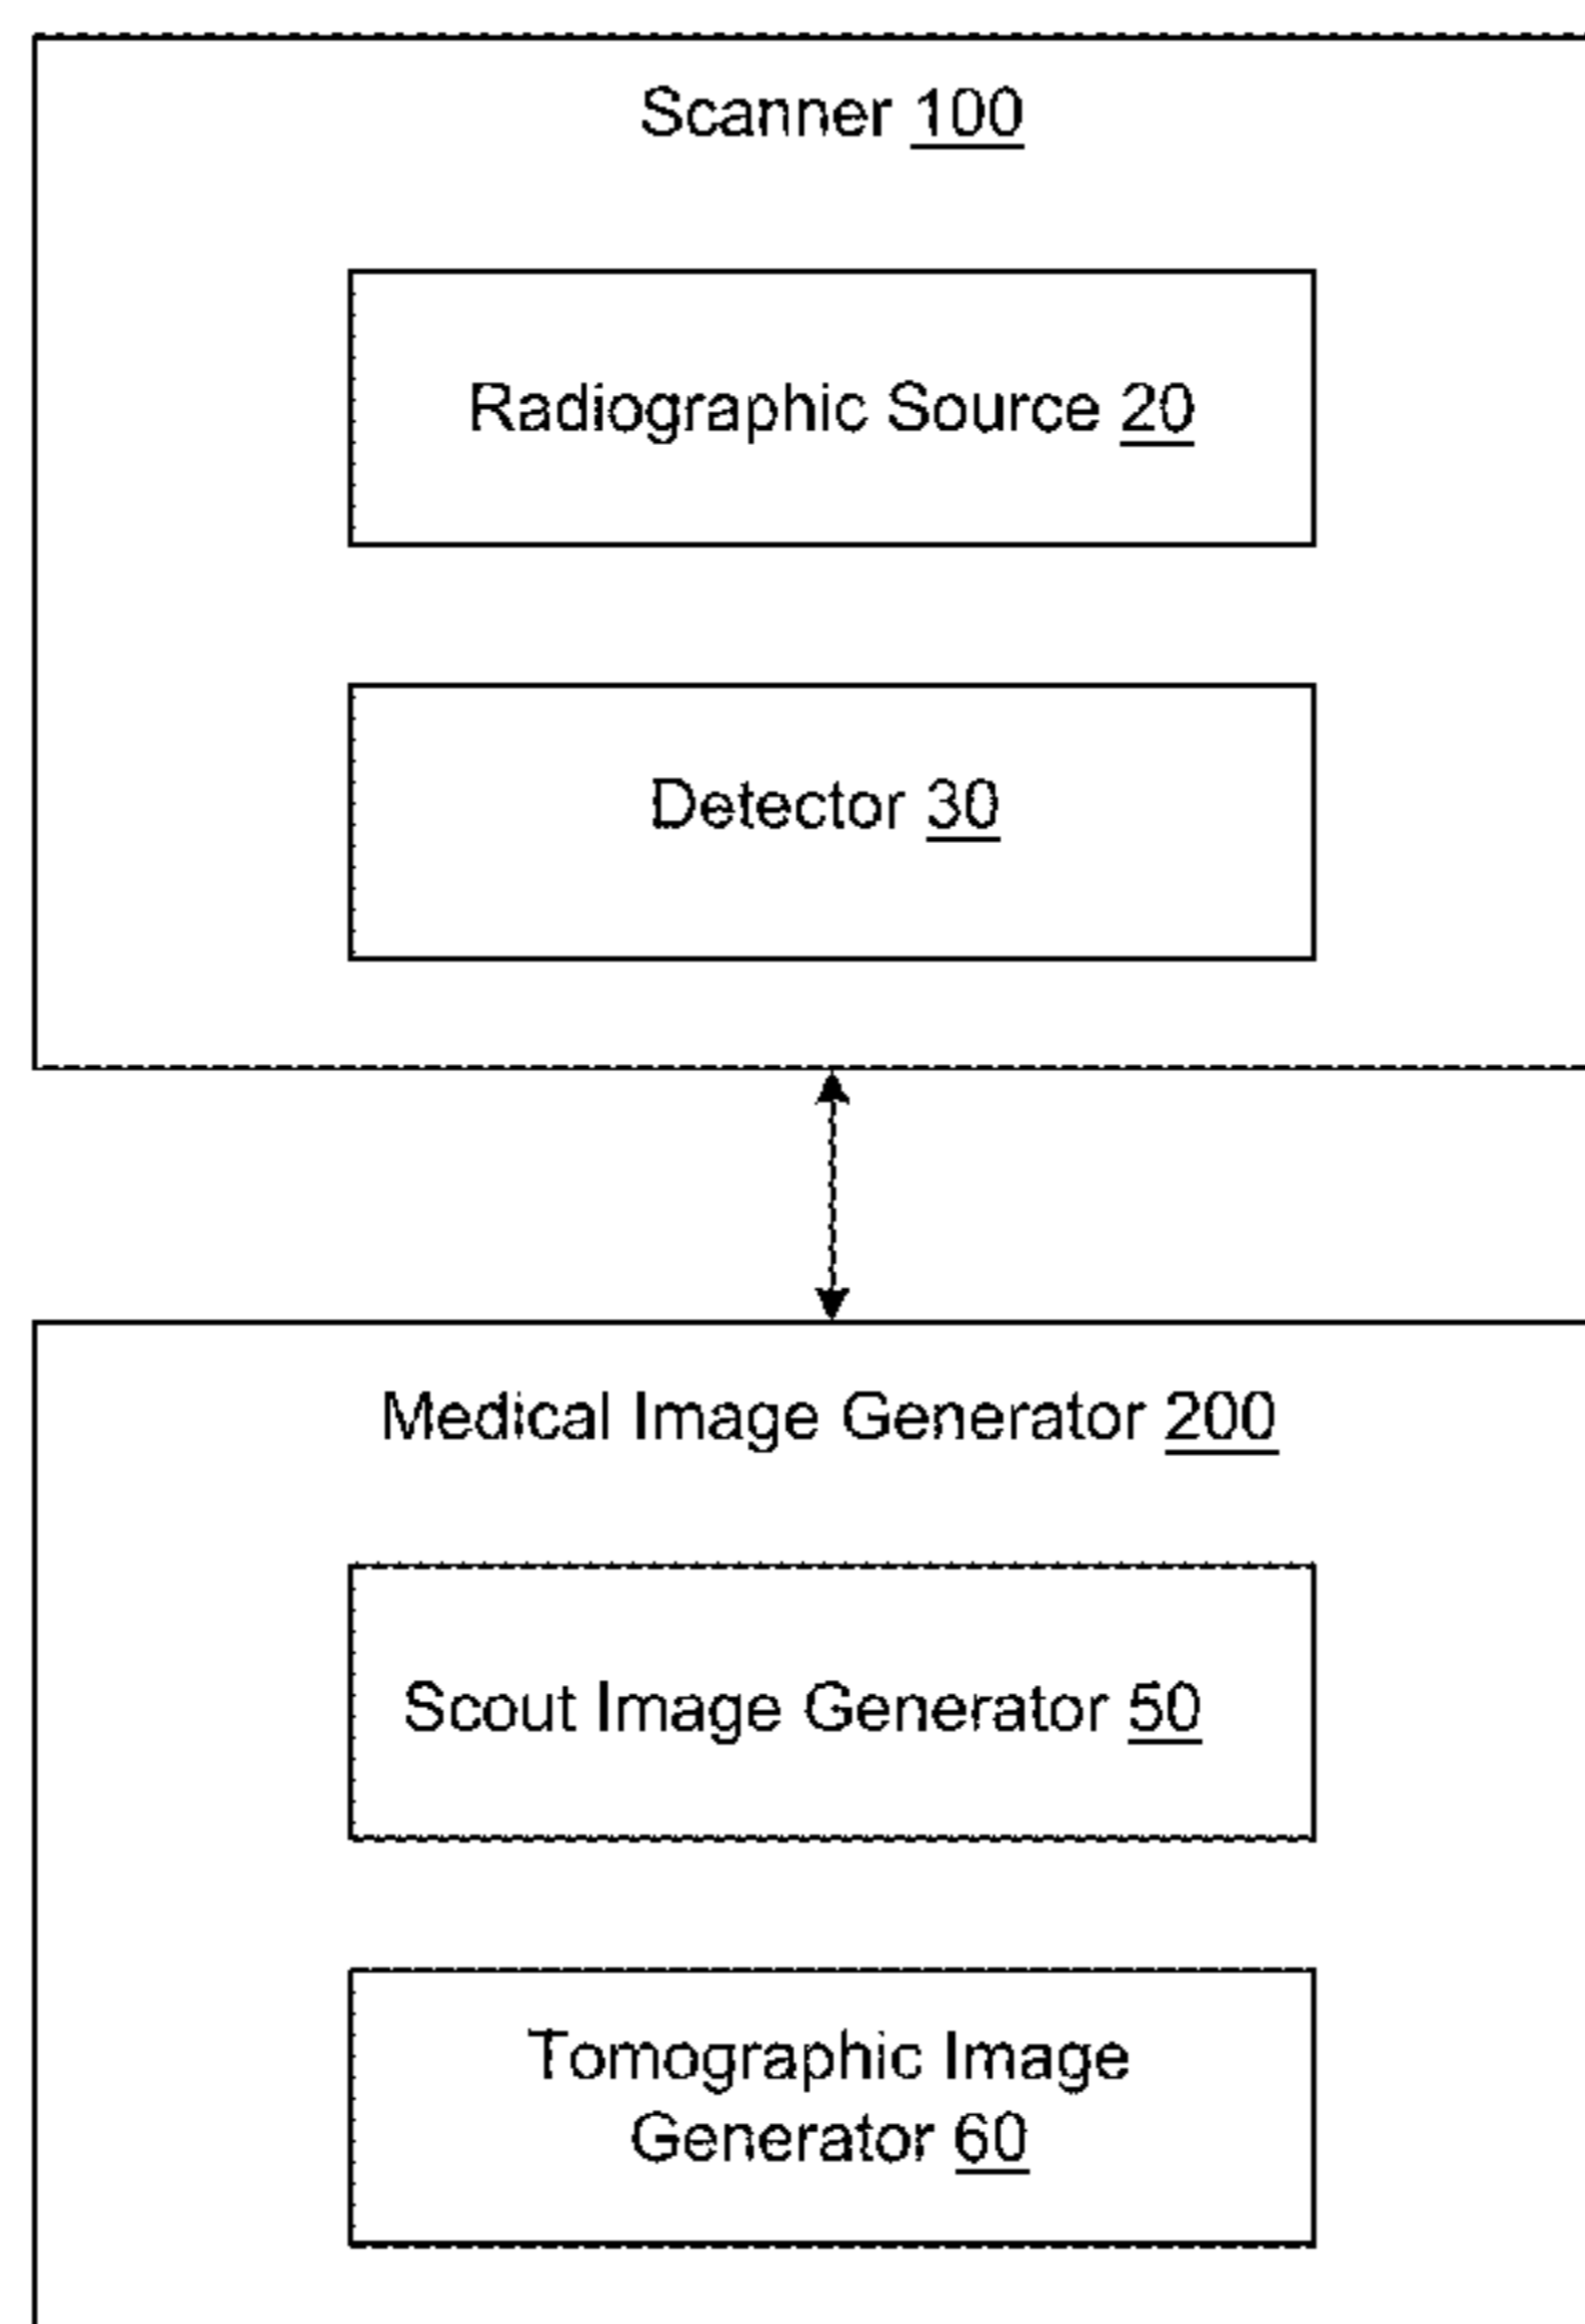 Scanner 100
Radiographic Source 20
Detector 30
Medical Image Generator 200
Scout Image Generator 50
Tomographic Image
Generator 60